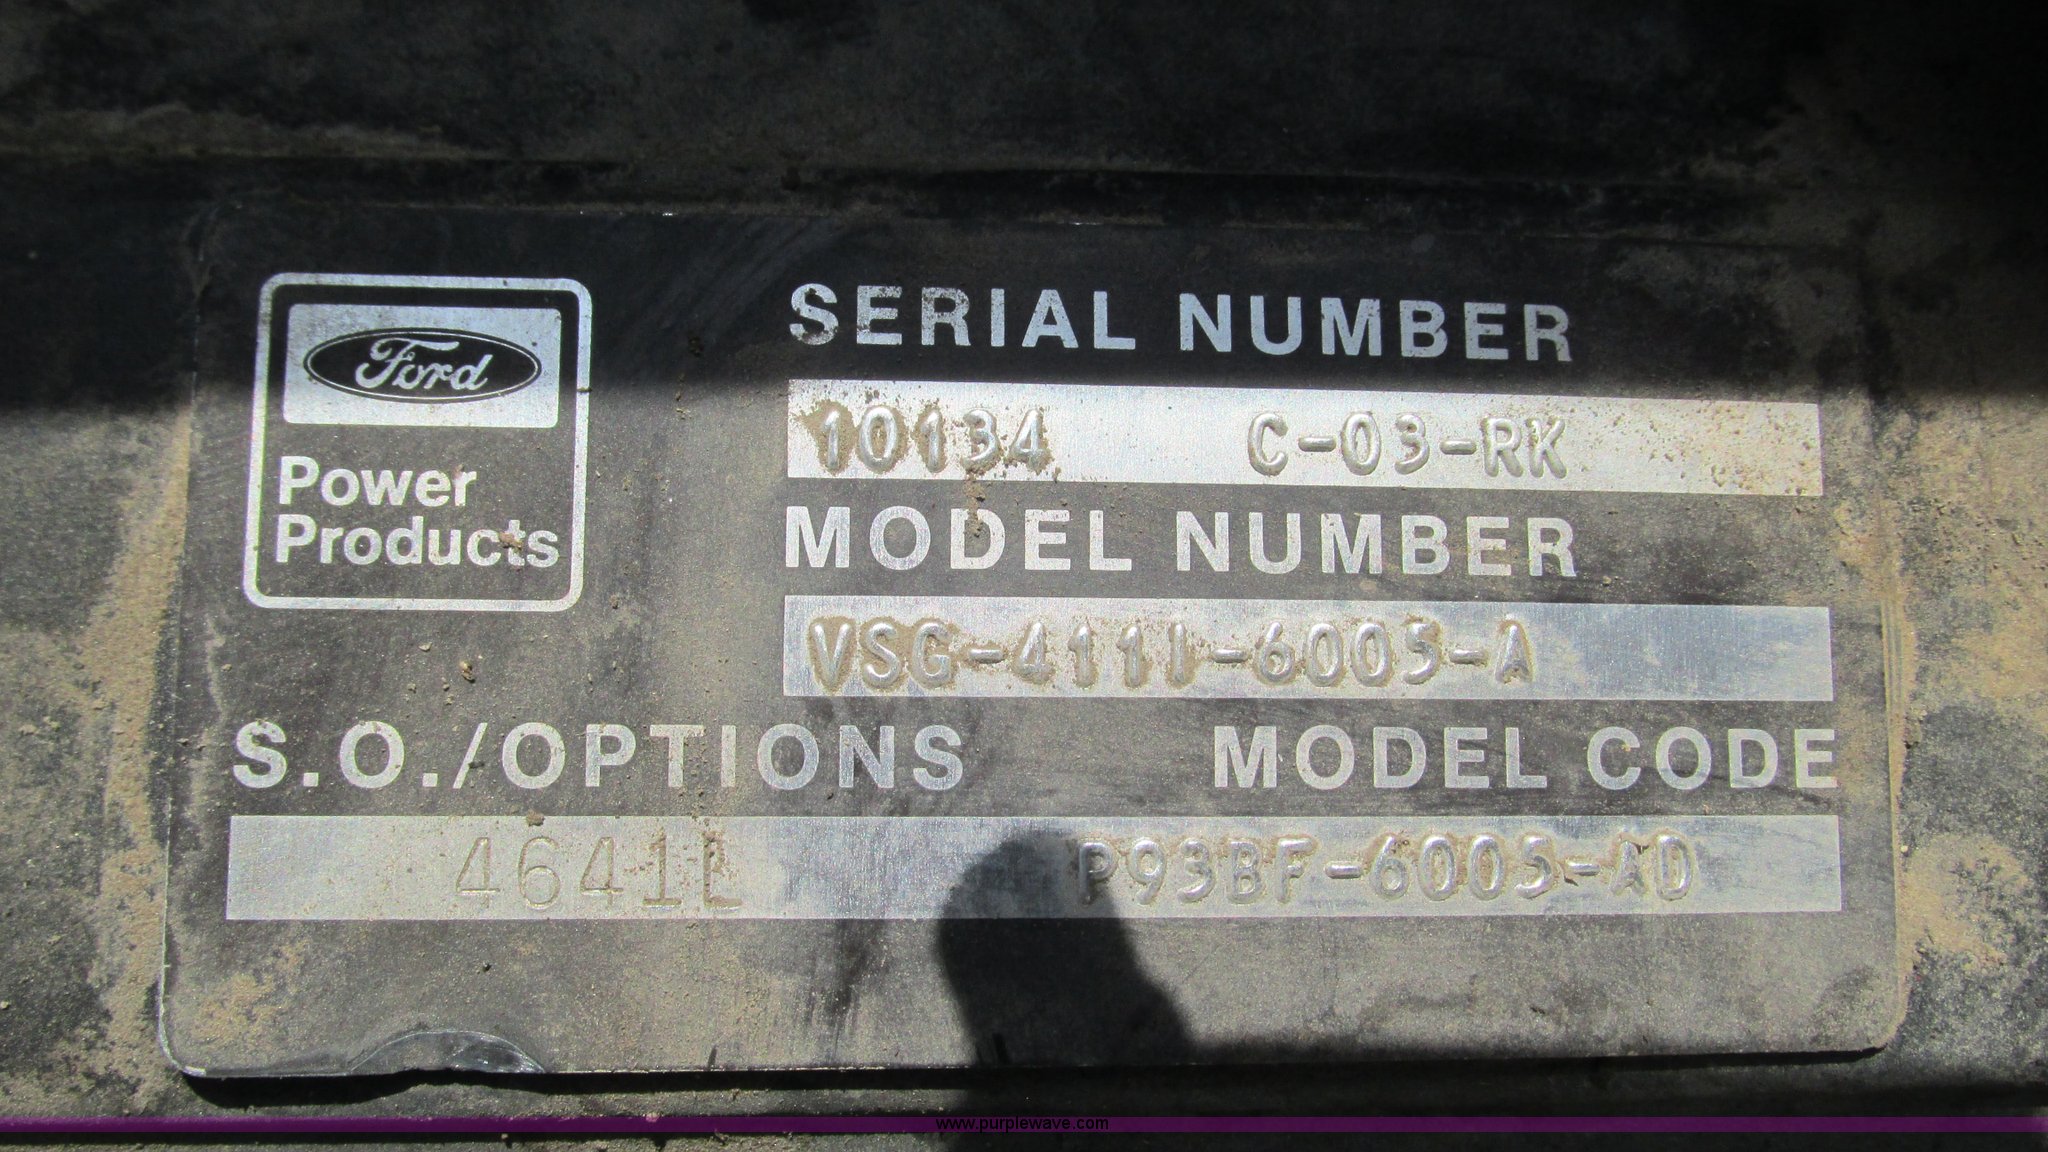 Ford
Power
Products
SERIAL NUMBER
10134 C-03-RK
MODEL NUMBER
VSG-411I-6005-A
S.O./OPTIONS MODEL CODE
4641L P93BF-6005-AD
www.purplewave.com